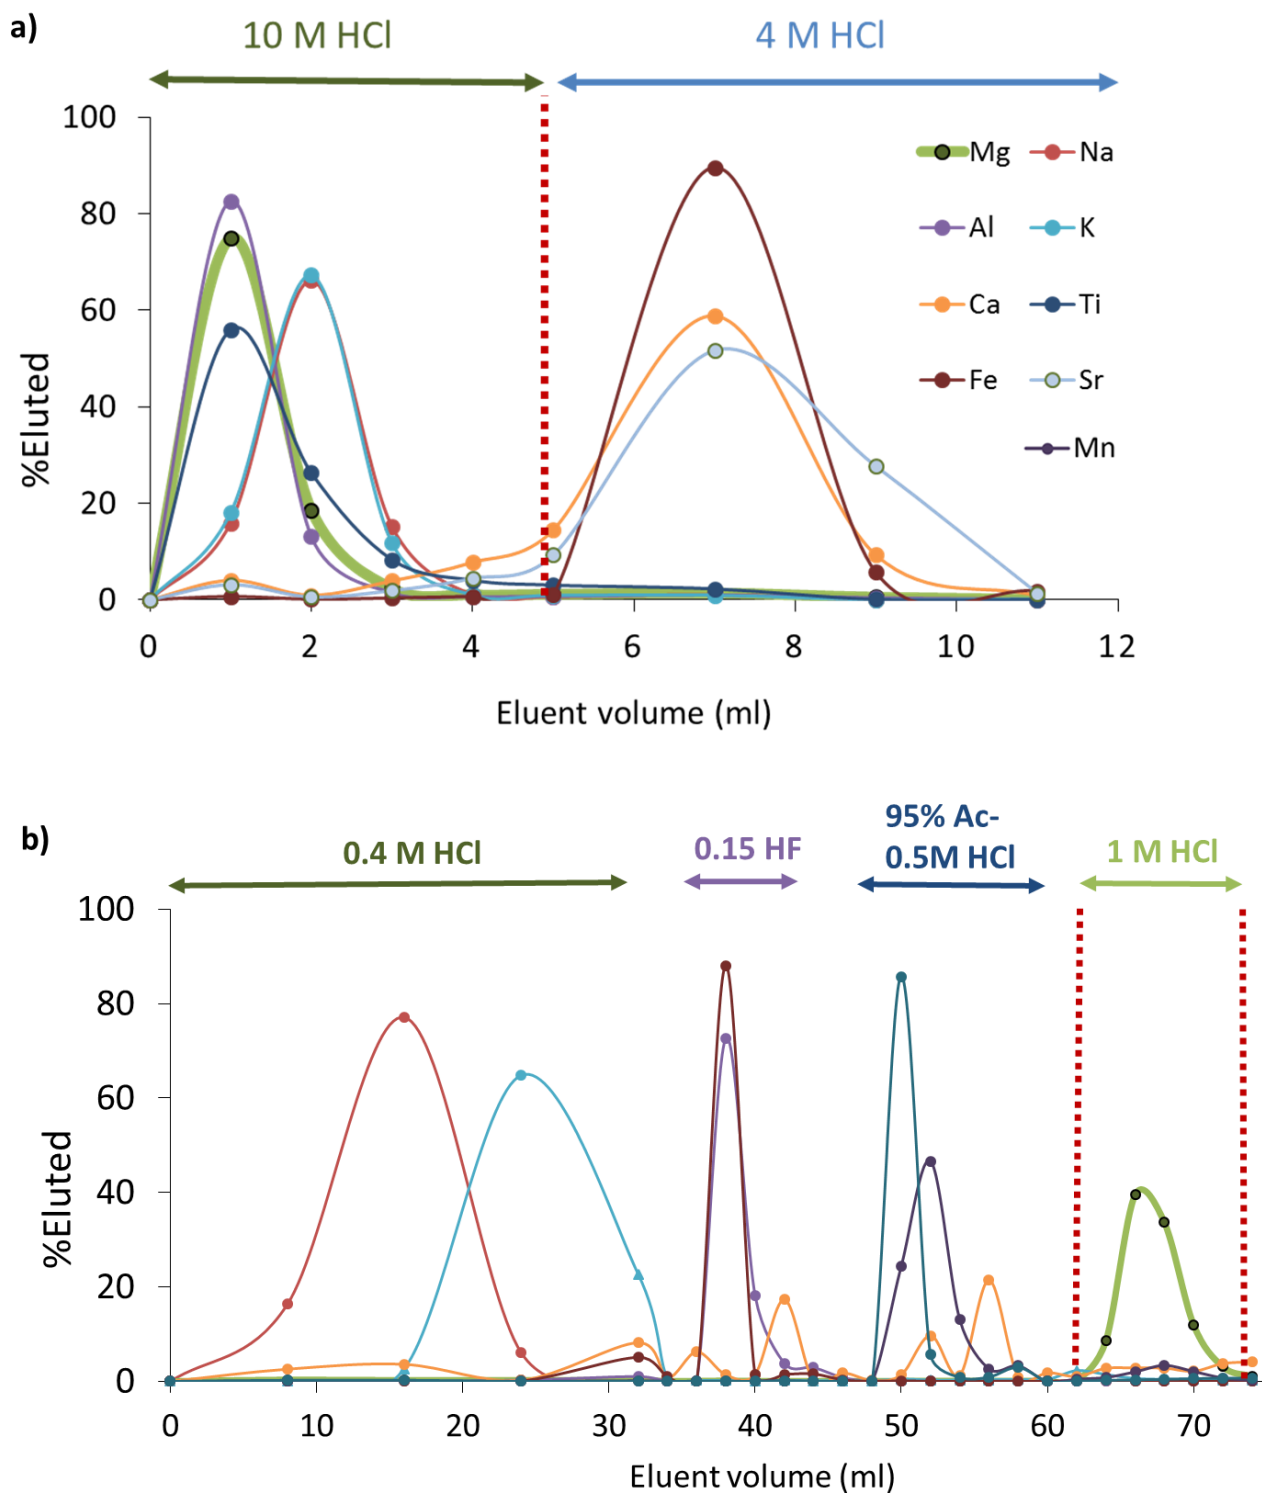 a)
10 M HCl
4 M HCl
100
80
60
40
20
0
%Eluted
Mg
Na
Al
K
Ca
Ti
Fe
Sr
Mn
0 2 4 6 8 10 12
Eluent volume (ml)
b)
0.4 M HCl
0.15 HF
95% Ac-
0.5M HCl
1 M HCl
100
80
60
40
20
0
%Eluted
0 10 20 30 40 50 60 70
Eluent volume (ml)